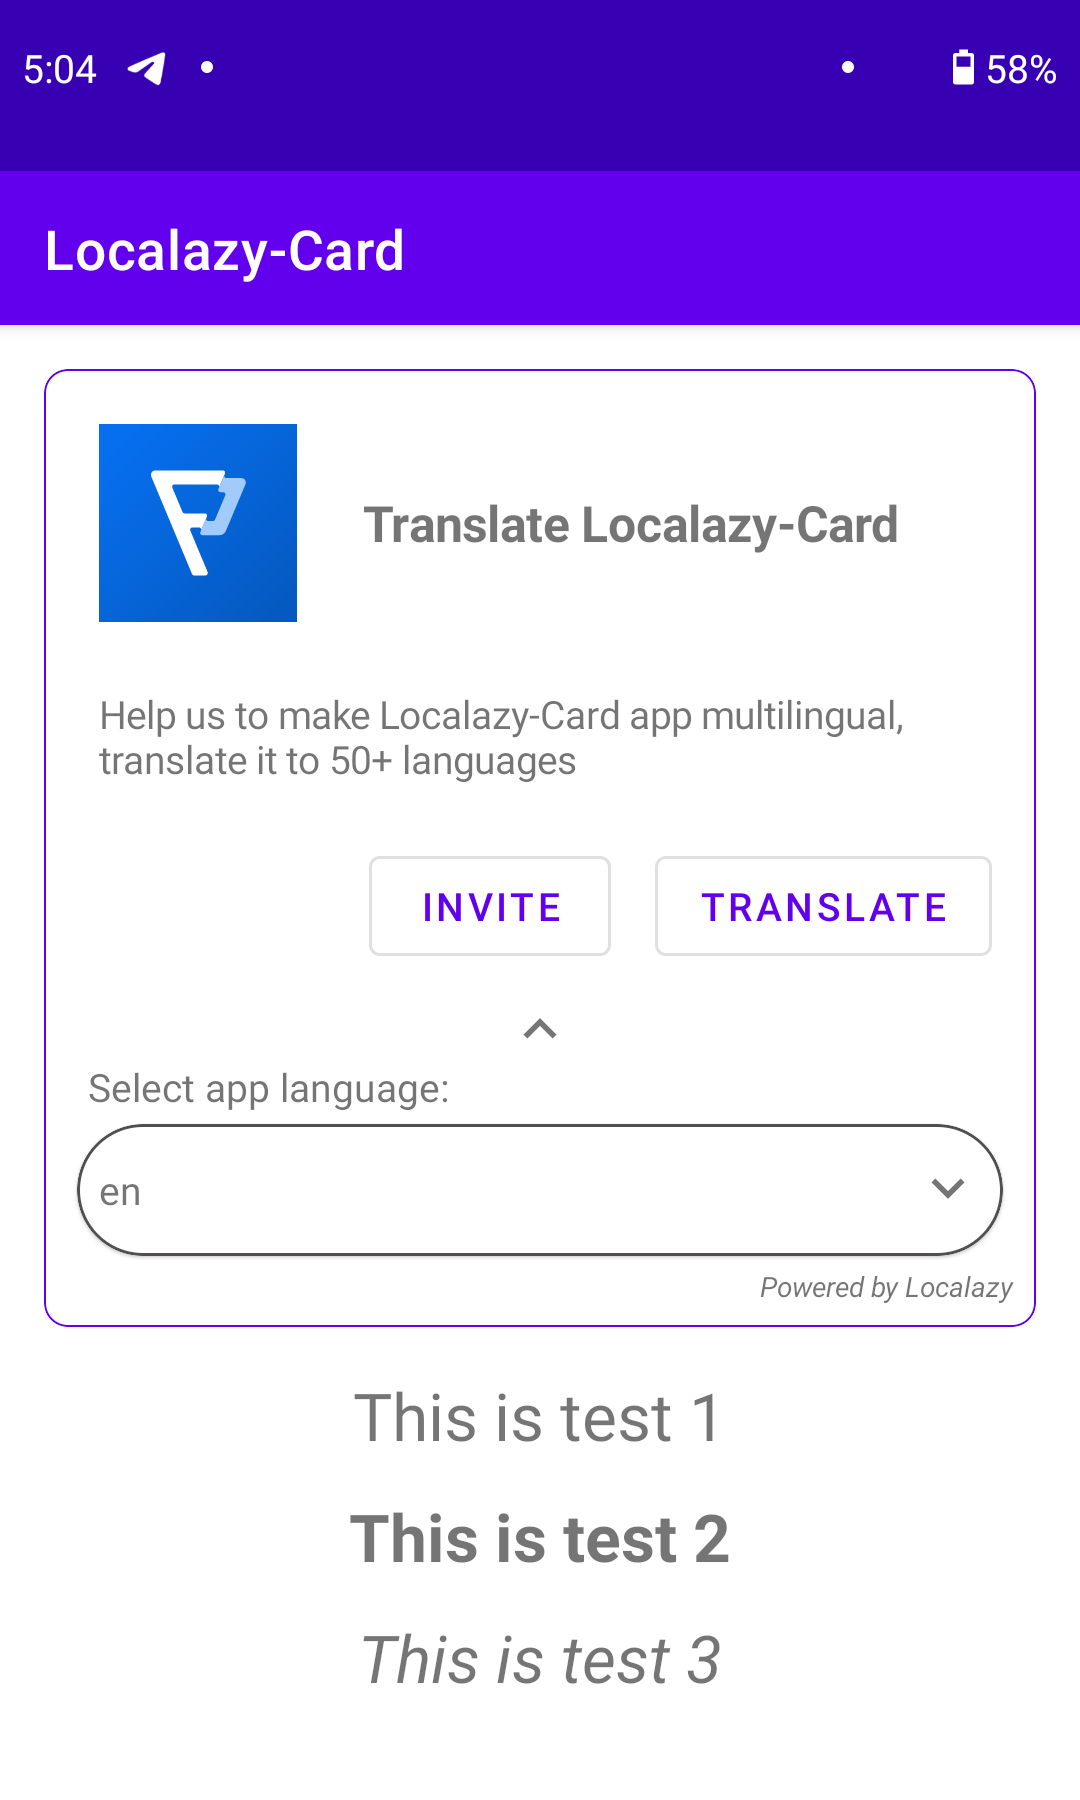 5:04
58%
Localazy-Card
Translate Localazy-Card
Help us to make Localazy-Card app multilingual,
translate it to 50+ languages
INVITE
TRANSLATE
Select app language:
en
Powered by Localazy
This is test 1
This is test 2
This is test 3